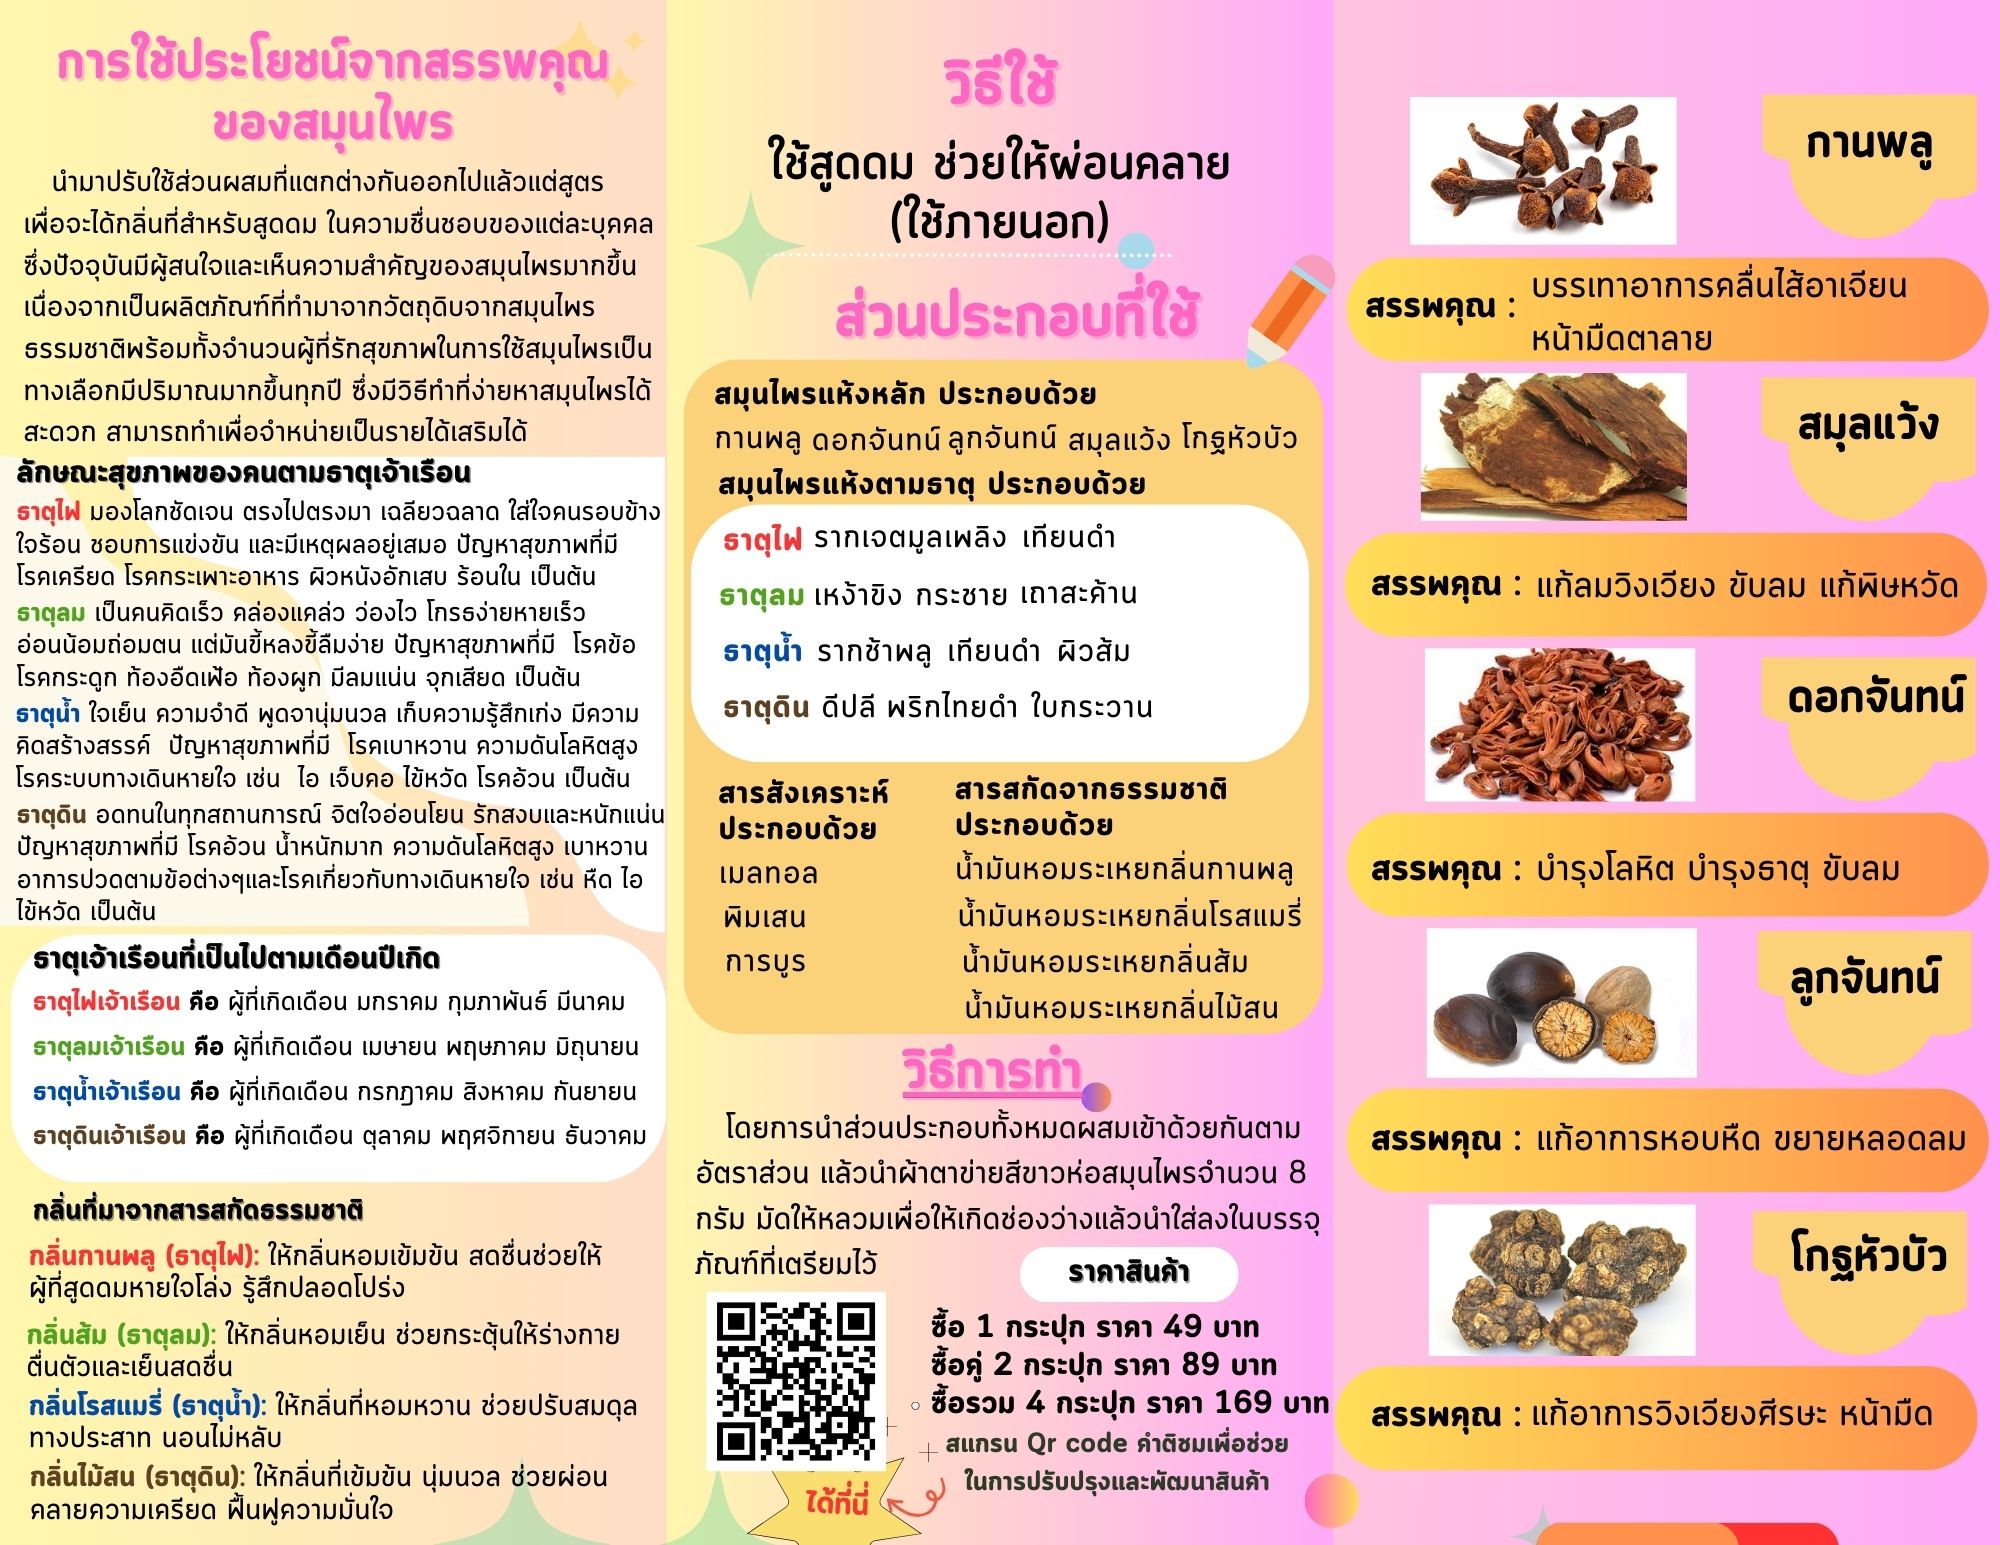 การใช้ประโยชน์จากสรรพคุณ
ของสมุนไพร
นำมาปรับใช้ส่วนผสมที่แตกต่างกันออกไปแล้วแต่สูตร
เพื่อจะได้กลิ่นที่สำหรับสูดดม ในความชื่นชอบของแต่ละบุคคล
ซึ่งปัจจุบันมีผู้สนใจและเห็นความสำคัญของสมุนไพรมากขึ้น
เนื่องจากเป็นผลิตภัณฑ์ที่ทำมาจากวัตถุดิบจากสมุนไพร
ธรรมชาติพร้อมทั้งจำนวนผู้ที่รักสุขภาพในการใช้สมุนไพรเป็น
ทางเลือกมีปริมาณมากขึ้นทุกปี ซึ่งมีวิธีทำที่ง่ายหาสมุนไพรได้
สะดวก สามารถทำเพื่อจำหน่ายเป็นรายได้เสริมได้
ลักษณะสุขภาพของคนตามธาตุเจ้าเรือน
ธาตุไฟ มองโลกชัดเจน ตรงไปตรงมา เฉลียวฉลาด ใส่ใจคนรอบข้าง
ใจร้อน ชอบการแข่งขัน และมีเหตุผลอยู่เสมอ ปัญหาสุขภาพที่มี
โรคเครียด โรคกระเพาะอาหาร ผิวหนังอักเสบ ร้อนใน เป็นต้น
ธาตุลม เป็นคนคิดเร็ว คล่องแคล่ว ว่องไว โกรธง่ายหายเร็ว
อ่อนน้อมถ่อมตน แต่มันขี้หลงขี้ลืมง่าย ปัญหาสุขภาพที่มี โรคข้อ
โรคกระดูก ท้องอืดเฟ้อ ท้องผูก มีลมแน่น จุกเสียด เป็นต้น
ธาตุน้ำ ใจเย็น ความจำดี พูดจานุ่มนวล เก็บความรู้สึกเก่ง มีความ
คิดสร้างสรรค์ ปัญหาสุขภาพที่มี โรคเบาหวาน ความดันโลหิตสูง
โรคระบบทางเดินหายใจ เช่น ไอ เจ็บคอ ไข้หวัด โรคอ้วน เป็นต้น
ธาตุดิน อดทนในทุกสถานการณ์ จิตใจอ่อนโยน รักสงบและหนักแน่น
ปัญหาสุขภาพที่มี โรคอ้วน น้ำหนักมาก ความดันโลหิตสูง เบาหวาน
อาการปวดตามข้อต่างๆและโรคเกี่ยวกับทางเดินหายใจ เช่น หืด ไอ
ไข้หวัด เป็นต้น
ธาตุเจ้าเรือนที่เป็นไปตามเดือนปีเกิด
ธาตุไฟเจ้าเรือน คือ ผู้ที่เกิดเดือน มกราคม กุมภาพันธ์ มีนาคม
ธาตุลมเจ้าเรือน คือ ผู้ที่เกิดเดือน เมษายน พฤษภาคม มิถุนายน
ธาตุน้ำเจ้าเรือน คือ ผู้ที่เกิดเดือน กรกฎาคม สิงหาคม กันยายน
ธาตุดินเจ้าเรือน คือ ผู้ที่เกิดเดือน ตุลาคม พฤศจิกายน ธันวาคม
กลิ่นที่มาจากสารสกัดธรรมชาติ
กลิ่นกานพลู (ธาตุไฟ): ให้กลิ่นหอมเข้มข้น สดชื่นช่วยให้
ผู้ที่สูดดมหายใจโล่ง รู้สึกปลอดโปร่ง
กลิ่นส้ม (ธาตุลม): ให้กลิ่นหอมเย็น ช่วยกระตุ้นให้ร่างกาย
ตื่นตัวและเย็นสดชื่น
กลิ่นโรสแมรี่ (ธาตุน้ำ): ให้กลิ่นที่หอมหวาน ช่วยปรับสมดุล
ทางประสาท นอนไม่หลับ
กลิ่นไม้สน (ธาตุดิน): ให้กลิ่นที่เข้มข้น นุ่มนวล ช่วยผ่อน
คลายความเครียด ฟื้นฟูความมั่นใจ
วิธีใช้
ใช้สูดดม ช่วยให้ผ่อนคลาย
(ใช้ภายนอก)
ส่วนประกอบที่ใช้
สมุนไพรแห้งหลัก ประกอบด้วย
กานพลู ดอกจันทน์ ลูกจันทน์ สมุลแว้ง โกฐหัวบัว
สมุนไพรแห้งตามธาตุ ประกอบด้วย
ธาตุไฟ รากเจตมูลเพลิง เทียนดำ
ธาตุลม เหง้าขิง กระชาย เถาสะค้าน
ธาตุน้ำ รากช้าพลู เทียนดำ ผิวส้ม
ธาตุดิน ดีปลี พริกไทยดำ ใบกระวาน
สารสังเคราะห์
ประกอบด้วย
เมลทอล
พิมเสน
การบูร
สารสกัดจากธรรมชาติ
ประกอบด้วย
น้ำมันหอมระเหยกลิ่นกานพลู
น้ำมันหอมระเหยกลิ่นโรสแมรี่
น้ำมันหอมระเหยกลิ่นส้ม
น้ำมันหอมระเหยกลิ่นไม้สน
วิธีการทำ
โดยการนำส่วนประกอบทั้งหมดผสมเข้าด้วยกันตาม
อัตราส่วน แล้วนำผ้าตาข่ายสีขาวห่อสมุนไพรจำนวน 8
กรัม มัดให้หลวมเพื่อให้เกิดช่องว่างแล้วนำใส่ลงในบรรจุ
ภัณฑ์ที่เตรียมไว้
ราคาสินค้า
ซื้อ 1 กระปุก ราคา 49 บาท
ซื้อคู่ 2 กระปุก ราคา 89 บาท
ซื้อรวม 4 กระปุก ราคา 169 บาท
สแกรน Qr code คำติชมเพื่อช่วย
ในการปรับปรุงและพัฒนาสินค้า
ได้ที่นี่
กานพลู
สรรพคุณ : บรรเทาอาการคลื่นไส้อาเจียน
หน้ามืดตาลาย
สมุลแว้ง
สรรพคุณ : แก้ลมวิงเวียง ขับลม แก้พิษหวัด
ดอกจันทน์
สรรพคุณ : บำรุงโลหิต บำรุงธาตุ ขับลม
ลูกจันทน์
สรรพคุณ : แก้อาการหอบหืด ขยายหลอดลม
โกฐหัวบัว
สรรพคุณ : แก้อาการวิงเวียงศีรษะ หน้ามืด